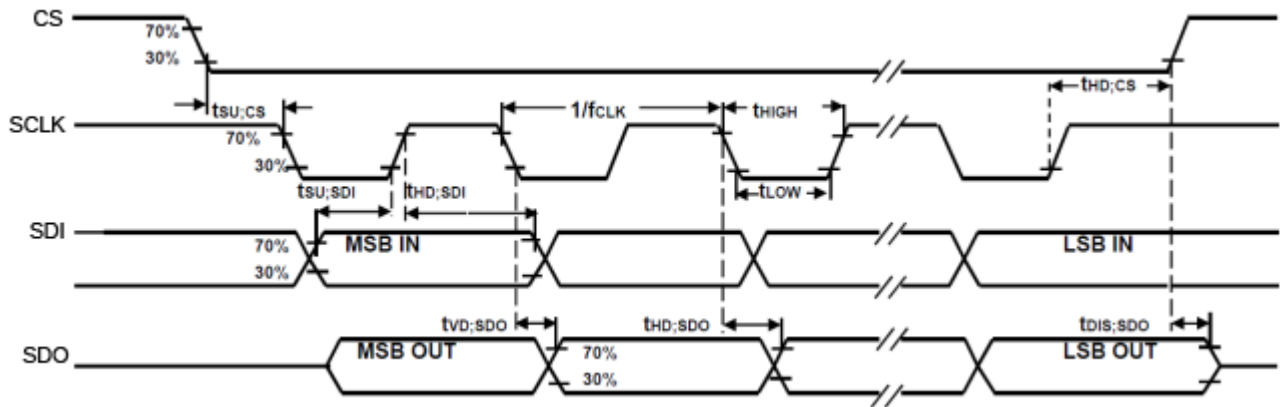 CS
70%
30%
tSU;CS
1/fCLK
tHIGH
tHD;CS
SCLK
70%
30%
tSU;SDI
tHD;SDI
tLOW
SDI
70%
30%
MSB IN
LSB IN
tVD;SDO
tHD;SDO
tDIS;SDO
SDO
MSB OUT
70%
30%
LSB OUT